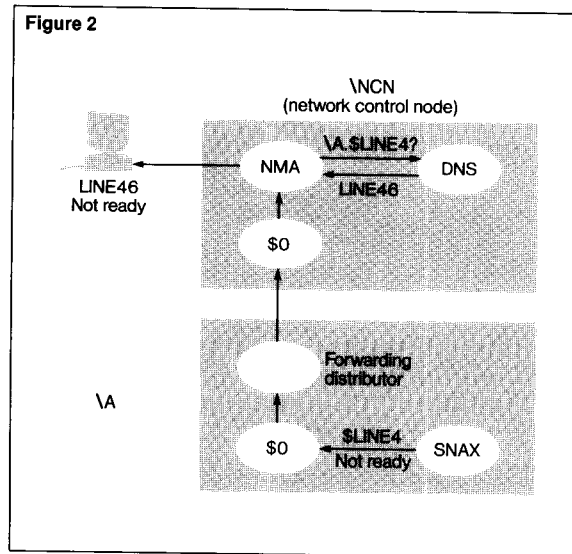 Figure 2
\NCN
(network control node)
\A.$LINE4?
NMA
DNS
LINE46
LINE46
Not ready
$0
Forwarding
distributor
\A
$LINE4
$0
SNAX
Not ready